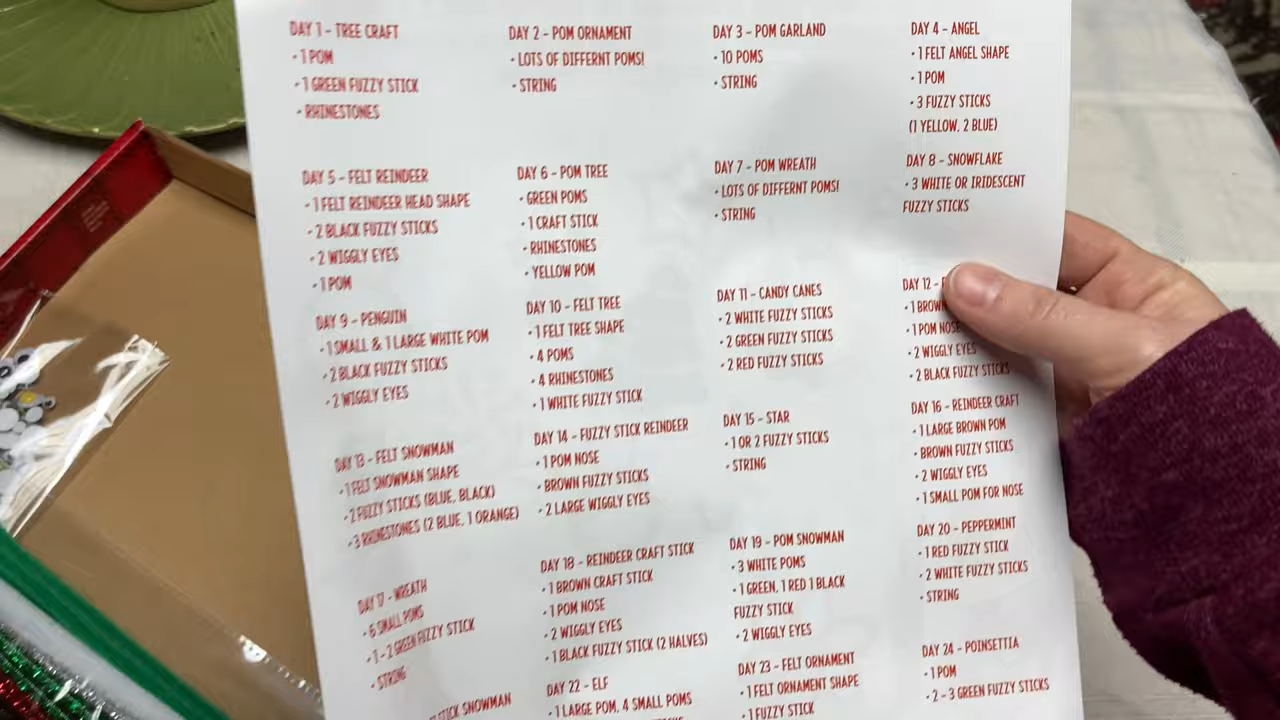 DAY 1 - TREE CRAFT
• 1 POM
• 1 GREEN FUZZY STICK
• RHINESTONES
DAY 2 - POM ORNAMENT
• LOTS OF DIFFERNT POMS!
• STRING
DAY 3 - POM GARLAND
• 10 POMS
• STRING
DAY 4 - ANGEL
• 1 FELT ANGEL SHAPE
• 1 POM
• 3 FUZZY STICKS
(1 YELLOW, 2 BLUE)
DAY 5 - FELT REINDEER
• 1 FELT REINDEER HEAD SHAPE
• 2 BLACK FUZZY STICKS
• 2 WIGGLY EYES
• 1 POM
DAY 6 - POM TREE
• GREEN POMS
• 1 CRAFT STICK
• RHINESTONES
• YELLOW POM
DAY 7 - POM WREATH
• LOTS OF DIFFERNT POMS!
• STRING
DAY 8 - SNOWFLAKE
• 3 WHITE OR IRIDESCENT
FUZZY STICKS
DAY 9 - PENGUIN
• 1 SMALL & 1 LARGE WHITE POM
• 2 BLACK FUZZY STICKS
• 2 WIGGLY EYES
DAY 10 - FELT TREE
• 1 FELT TREE SHAPE
• 4 POMS
• 4 RHINESTONES
• 1 WHITE FUZZY STICK
DAY 11 - CANDY CANES
• 2 WHITE FUZZY STICKS
• 2 GREEN FUZZY STICKS
• 2 RED FUZZY STICKS
DAY 12 -
• 1 BROWN
• 1 POM NOSE
• 2 WIGGLY EYES
• 2 BLACK FUZZY STICKS
DAY 13 - FELT SNOWMAN
• 1 FELT SNOWMAN SHAPE
• 2 FUZZY STICKS (BLUE, BLACK)
• 3 RHINESTONES (2 BLUE, 1 ORANGE)
DAY 14 - FUZZY STICK REINDEER
• 1 POM NOSE
• BROWN FUZZY STICKS
• 2 LARGE WIGGLY EYES
DAY 15 - STAR
• 1 OR 2 FUZZY STICKS
• STRING
DAY 16 - REINDEER CRAFT
• 1 LARGE BROWN POM
• BROWN FUZZY STICKS
• 2 WIGGLY EYES
• 1 SMALL POM FOR NOSE
DAY 17 - WREATH
• 6 SMALL POMS
• 1 - 2 GREEN FUZZY STICK
• STRING
DAY 18 - REINDEER CRAFT STICK
• 1 BROWN CRAFT STICK
• 1 POM NOSE
• 2 WIGGLY EYES
• 1 BLACK FUZZY STICK (2 HALVES)
DAY 19 - POM SNOWMAN
• 3 WHITE POMS
• 1 GREEN, 1 RED 1 BLACK
FUZZY STICK
• 2 WIGGLY EYES
DAY 20 - PEPPERMINT
• 1 RED FUZZY STICK
• 2 WHITE FUZZY STICKS
• STRING
STICK SNOWMAN
DAY 22 - ELF
• 1 LARGE POM, 4 SMALL POMS
DAY 23 - FELT ORNAMENT
• 1 FELT ORNAMENT SHAPE
• 1 FUZZY STICK
DAY 24 - POINSETTIA
• 1 POM
• 2 - 3 GREEN FUZZY STICKS